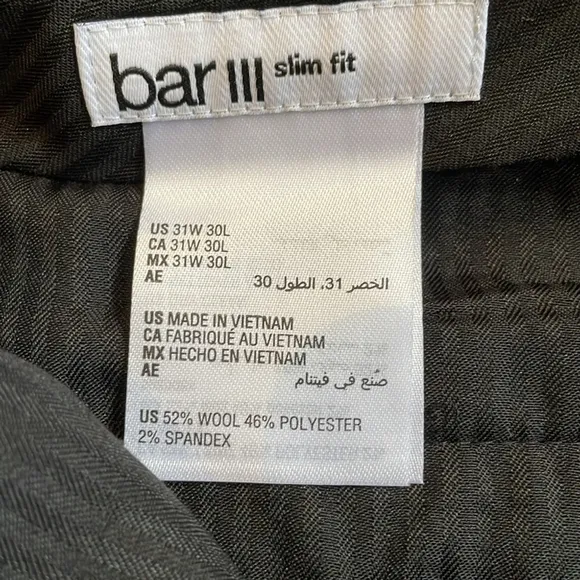 bar III slim fit
US 31W 30L
CA 31W 30L
MX 31W 30L
AE الخصر 31، الطول 30
US MADE IN VIETNAM
CA FABRIQUÉ AU VIETNAM
MX HECHO EN VIETNAM
AE صُنع في فيتنام
US 52% WOOL 46% POLYESTER
2% SPANDEX